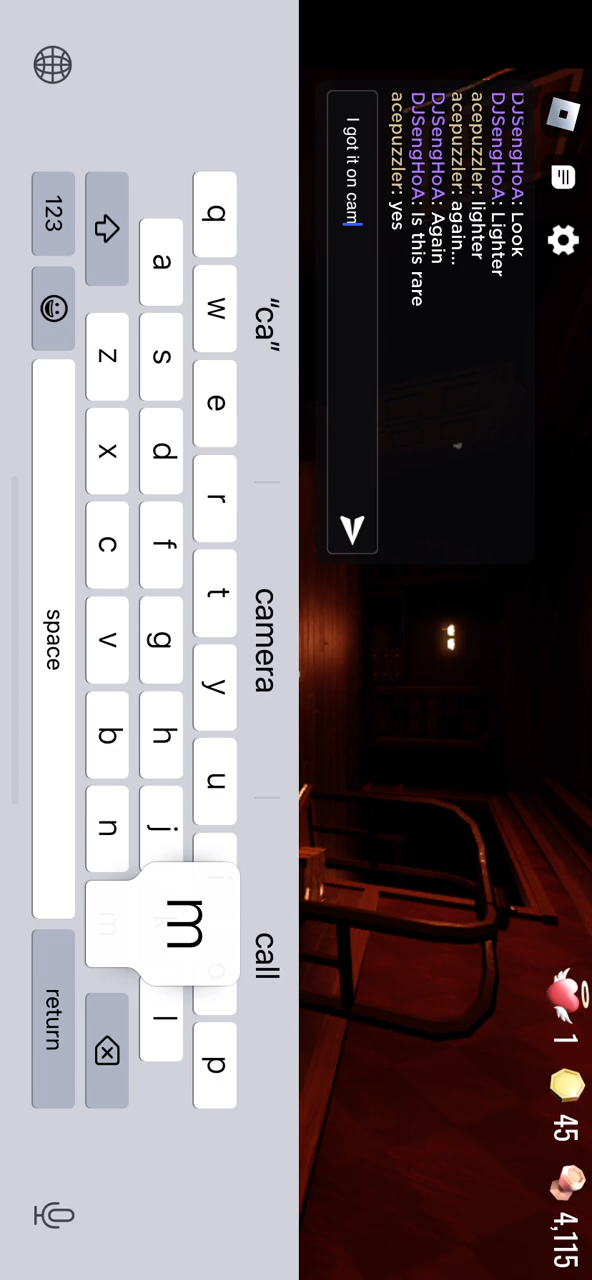 DJSengHoA: Look
DJSengHoA: Lighter
acepuzzler: lighter
acepuzzler: again...
DJSengHoA: Again
DJSengHoA: Is this rare
acepuzzler: yes
I got it on cam
1
45
4,115
"ca"
camera
call
q w e r t y u i o p
a s d f g h j k l
z x c v b n m
m
123
space
return